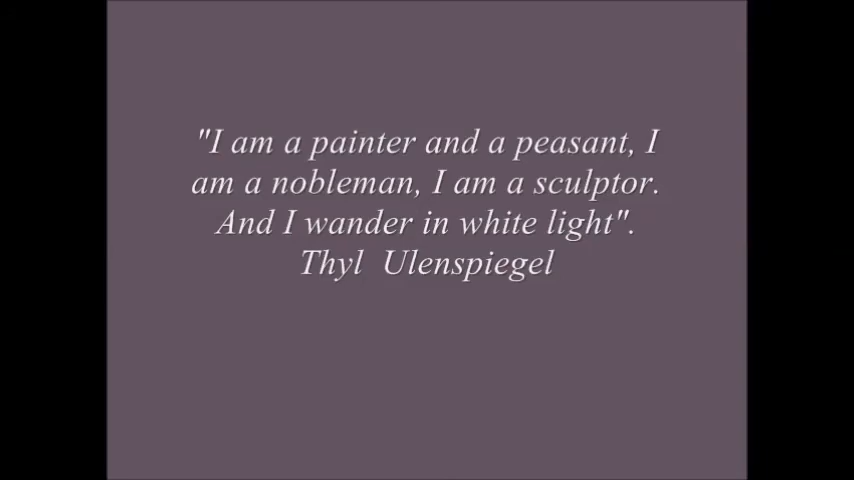 "I am a painter and a peasant, I
am a nobleman, I am a sculptor.
And I wander in white light".
Thyl  Ulenspiegel